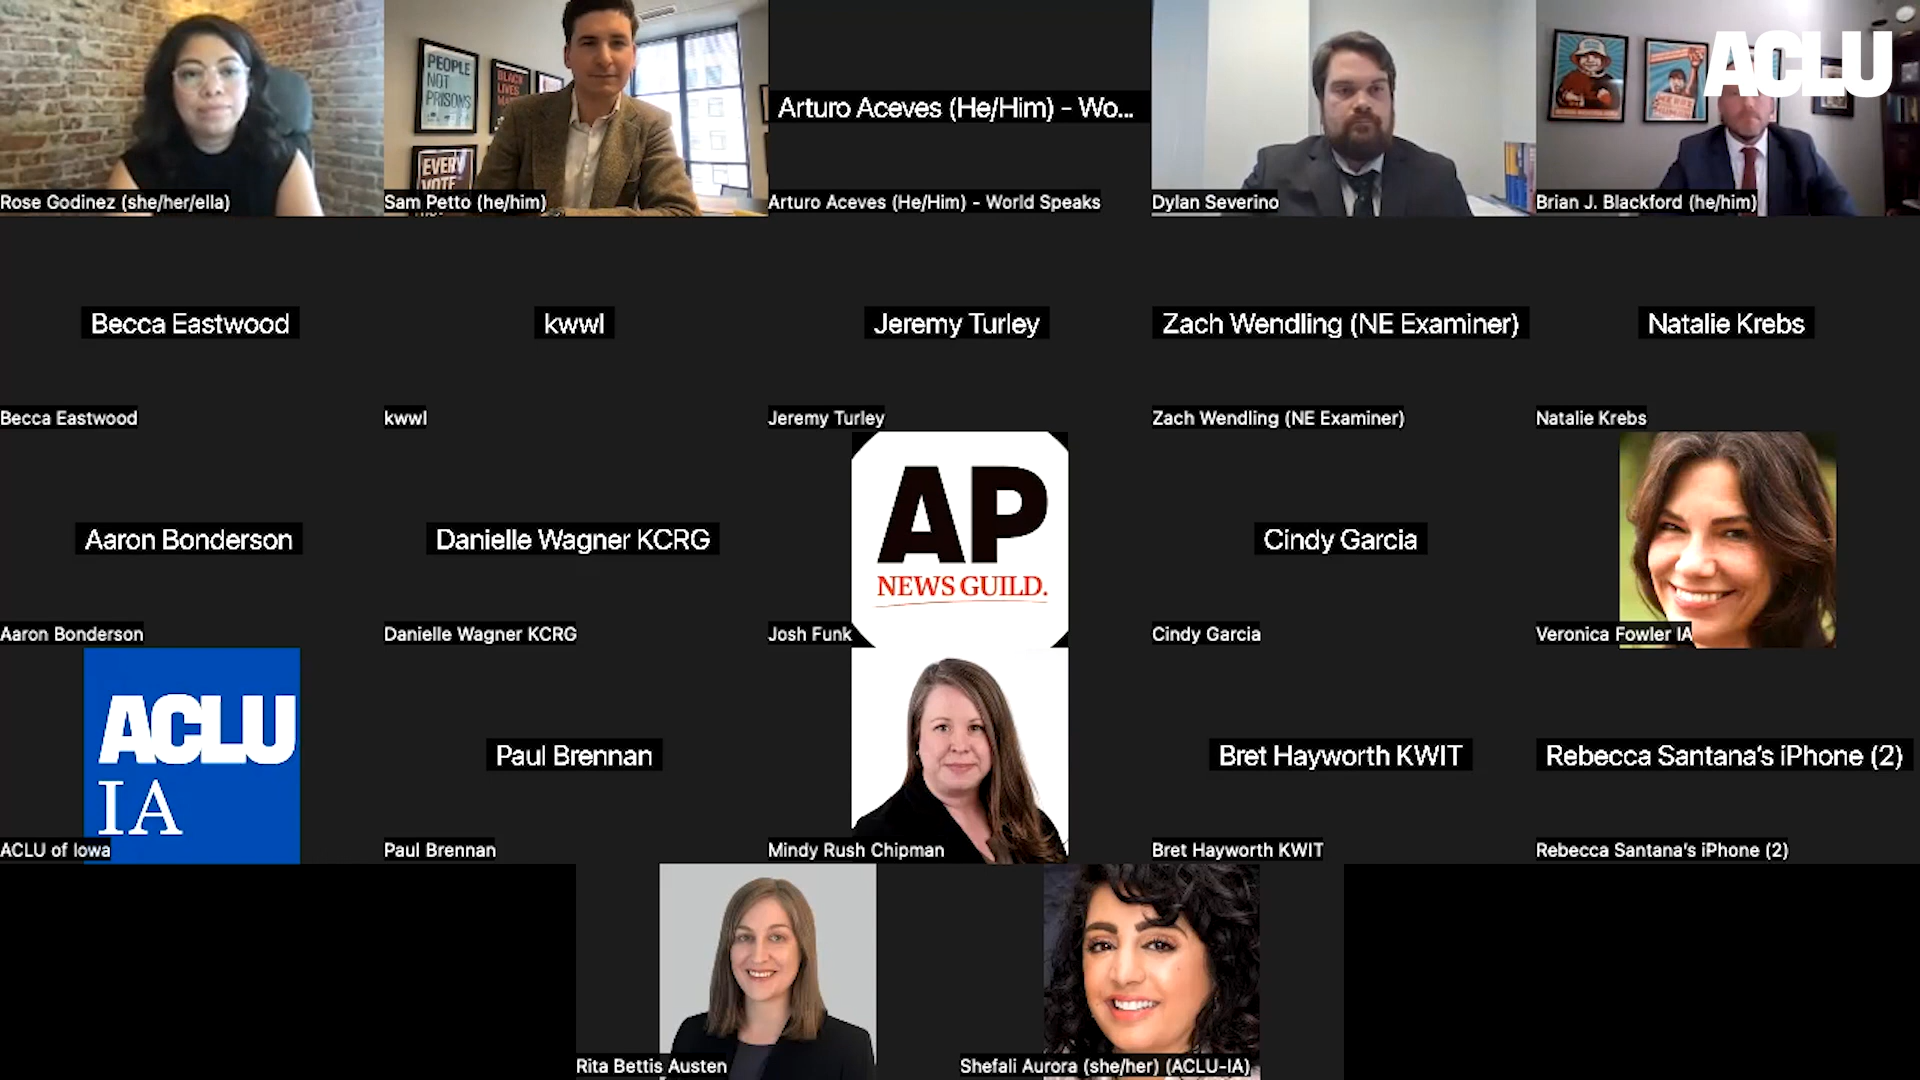 PEOPLE
NOT
PRISONS
BLACK
LIVES
EVERY
VOTE
Rose Godinez (she/her/ella)
Sam Petto (he/him)
Arturo Aceves (He/Him) - Wo...
Arturo Aceves (He/Him) - World Speaks
Dylan Severino
ACLU
Brian J. Blackford (he/him)
Becca Eastwood
kwwl
Jeremy Turley
Zach Wendling (NE Examiner)
Natalie Krebs
Becca Eastwood
kwwl
Jeremy Turley
Zach Wendling (NE Examiner)
Natalie Krebs
Aaron Bonderson
Danielle Wagner KCRG
AP
NEWS GUILD.
Cindy Garcia
Aaron Bonderson
Danielle Wagner KCRG
Josh Funk
Cindy Garcia
Veronica Fowler IA
ACLU
IA
Paul Brennan
Bret Hayworth KWIT
Rebecca Santana's iPhone (2)
ACLU of Iowa
Paul Brennan
Mindy Rush Chipman
Bret Hayworth KWIT
Rebecca Santana's iPhone (2)
Rita Bettis Austen
Shefali Aurora (she/her) (ACLU-IA)